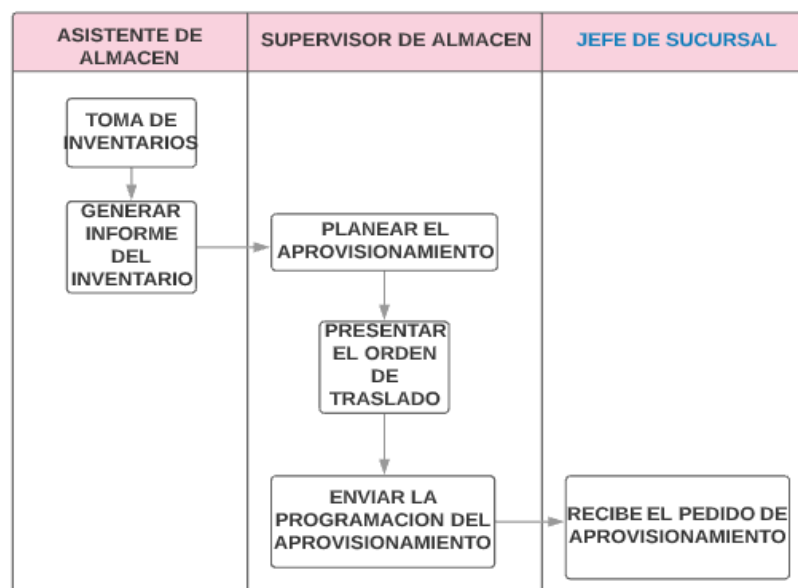 ASISTENTE DE
ALMACEN
SUPERVISOR DE ALMACEN
JEFE DE SUCURSAL
TOMA DE
INVENTARIOS
GENERAR
INFORME
DEL
INVENTARIO
PLANEAR EL
APROVISIONAMIENTO
PRESENTAR
EL ORDEN
DE
TRASLADO
ENVIAR LA
PROGRAMACION DEL
APROVISIONAMIENTO
RECIBE EL PEDIDO DE
APROVISIONAMIENTO